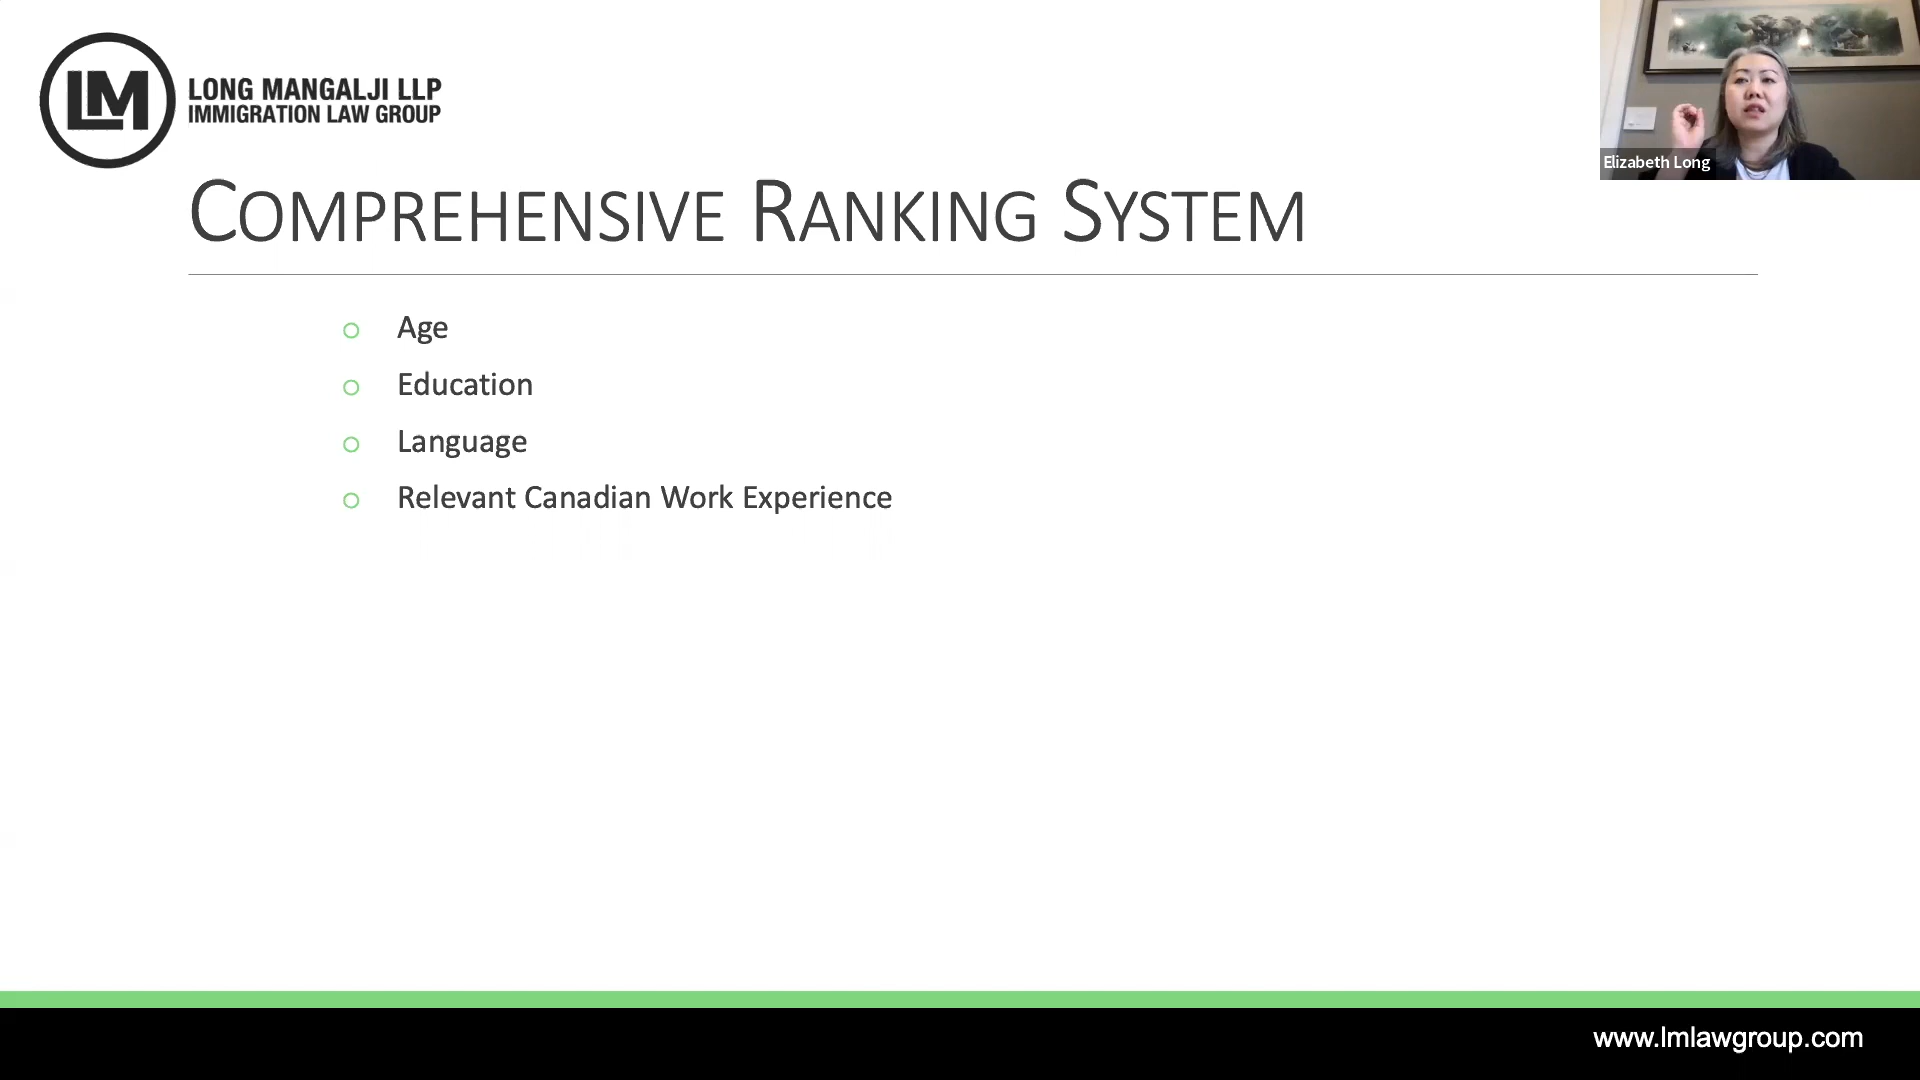 LM
LONG MANGALJI LLP
IMMIGRATION LAW GROUP
Elizabeth Long
COMPREHENSIVE RANKING SYSTEM
Age
Education
Language
Relevant Canadian Work Experience
www.lmlawgroup.com